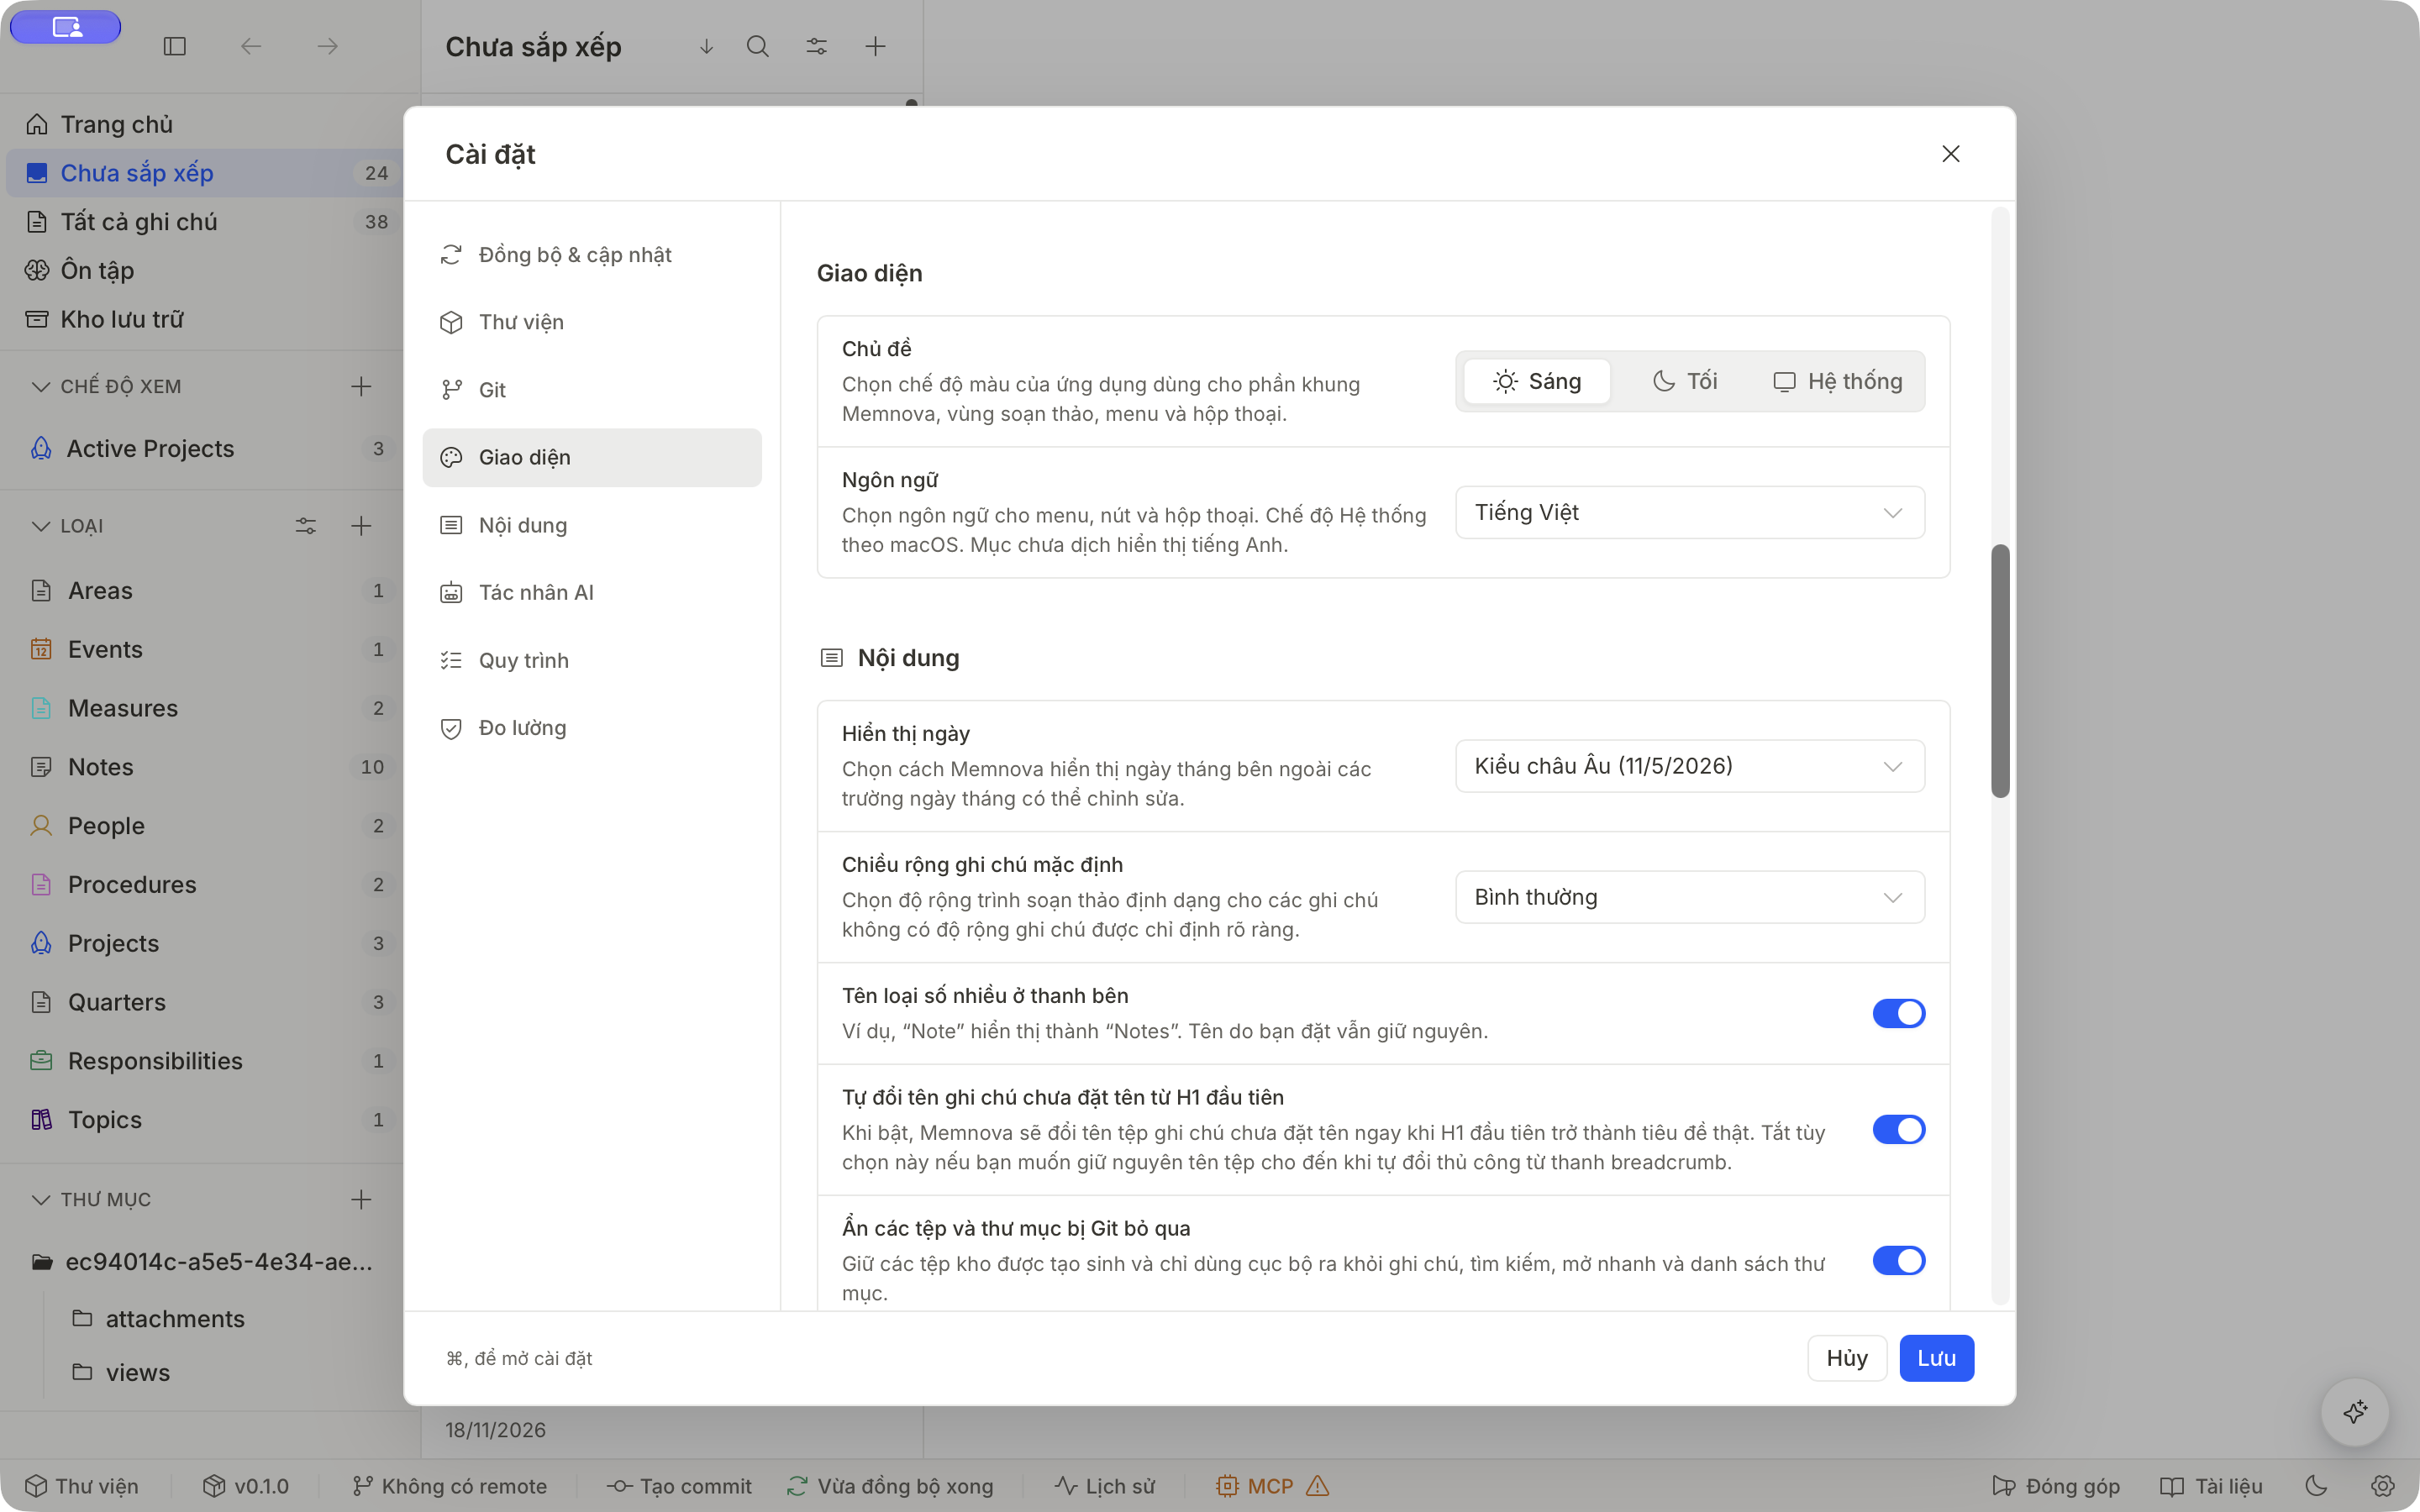 Chưa sắp xếp
Trang chủ
Chưa sắp xếp 24
Tất cả ghi chú 38
Ôn tập
Kho lưu trữ
CHẾ ĐỘ XEM
Active Projects 3
LOẠI
Areas 1
Events 1
Measures 2
Notes 10
People 2
Procedures 2
Projects 3
Quarters 3
Responsibilities 1
Topics 1
THƯ MỤC
ec94014c-a5e5-4e34-ae...
attachments
views
Cài đặt
Đồng bộ & cập nhật
Thư viện
Git
Giao diện
Nội dung
Tác nhân AI
Quy trình
Đo lường
Giao diện
Chủ đề
Chọn chế độ màu của ứng dụng dùng cho phần khung
Memnova, vùng soạn thảo, menu và hộp thoại.
Sáng Tối Hệ thống
Ngôn ngữ
Chọn ngôn ngữ cho menu, nút và hộp thoại. Chế độ Hệ thống
theo macOS. Mục chưa dịch hiển thị tiếng Anh.
Tiếng Việt
Nội dung
Hiển thị ngày
Chọn cách Memnova hiển thị ngày tháng bên ngoài các
trường ngày tháng có thể chỉnh sửa.
Kiểu châu Âu (11/5/2026)
Chiều rộng ghi chú mặc định
Chọn độ rộng trình soạn thảo định dạng cho các ghi chú
không có độ rộng ghi chú được chỉ định rõ ràng.
Bình thường
Tên loại số nhiều ở thanh bên
Ví dụ, “Note” hiển thị thành “Notes”. Tên do bạn đặt vẫn giữ nguyên.
Tự đổi tên ghi chú chưa đặt tên từ H1 đầu tiên
Khi bật, Memnova sẽ đổi tên tệp ghi chú chưa đặt tên ngay khi H1 đầu tiên trở thành tiêu đề thật. Tắt tùy
chọn này nếu bạn muốn giữ nguyên tên tệp cho đến khi tự đổi thủ công từ thanh breadcrumb.
Ẩn các tệp và thư mục bị Git bỏ qua
Giữ các tệp kho được tạo sinh và chỉ dùng cục bộ ra khỏi ghi chú, tìm kiếm, mở nhanh và danh sách thư
mục.
⌘, để mở cài đặt
Hủy Lưu
18/11/2026
Thư viện v0.1.0 Không có remote Tạo commit Vừa đồng bộ xong Lịch sử MCP Đóng góp Tài liệu